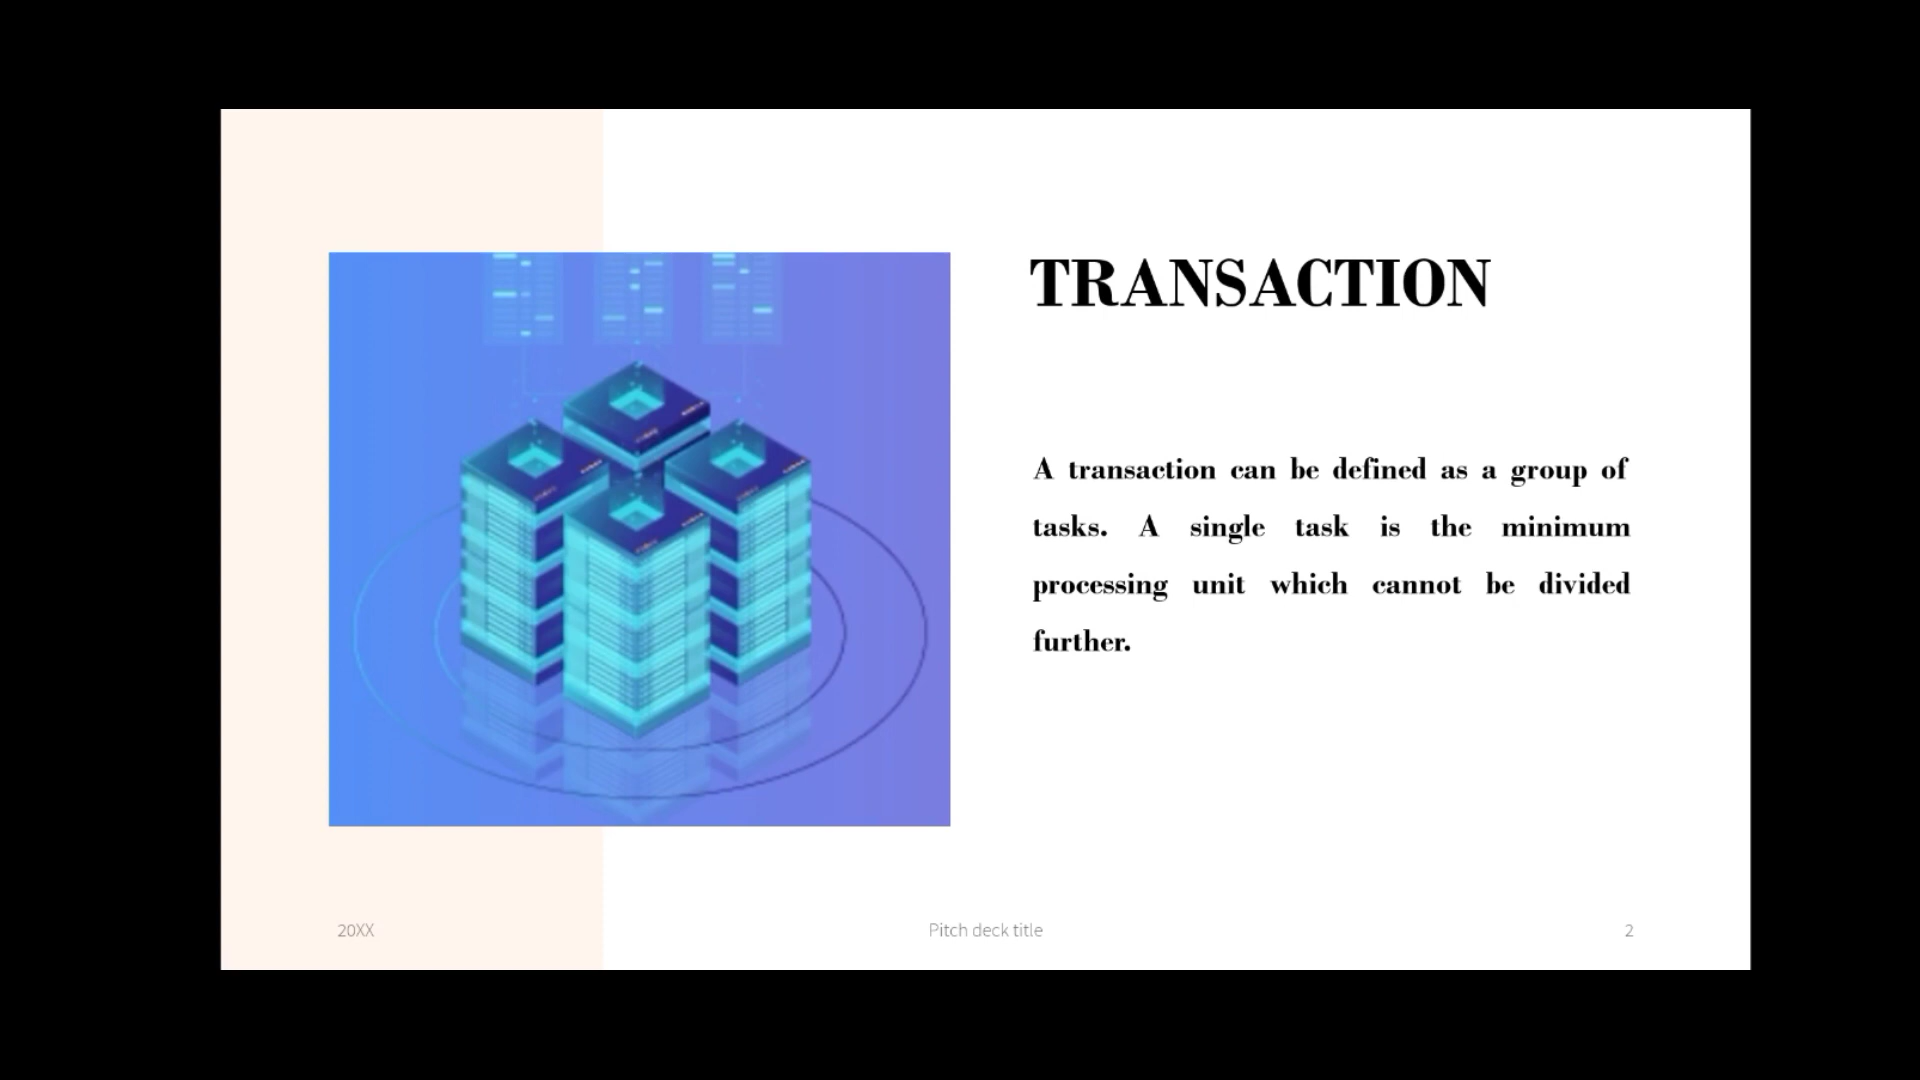 TRANSACTION
A transaction can be defined as a group of
tasks. A single task is the minimum
processing unit which cannot be divided
further.
20XX
Pitch deck title
2